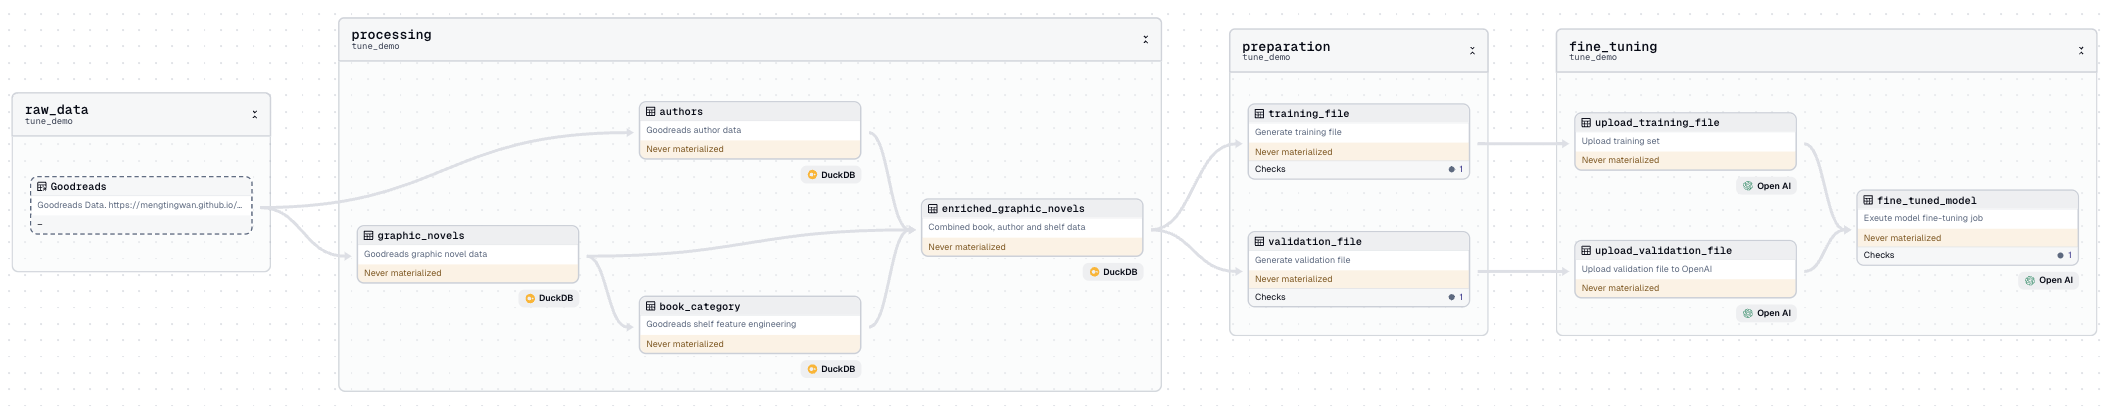 raw_data
tune_demo
Goodreads
Goodreads Data. https://mengtingwan.github.io/…
–
processing
tune_demo
authors
Goodreads author data
Never materialized
DuckDB
graphic_novels
Goodreads graphic novel data
Never materialized
DuckDB
book_category
Goodreads shelf feature engineering
Never materialized
DuckDB
enriched_graphic_novels
Combined book, author and shelf data
Never materialized
DuckDB
preparation
tune_demo
training_file
Generate training file
Never materialized
Checks 1
validation_file
Generate validation file
Never materialized
Checks 1
fine_tuning
tune_demo
upload_training_file
Upload training set
Never materialized
Open AI
upload_validation_file
Upload validation file to OpenAI
Never materialized
Open AI
fine_tuned_model
Exeute model fine-tuning job
Never materialized
Checks 1
Open AI